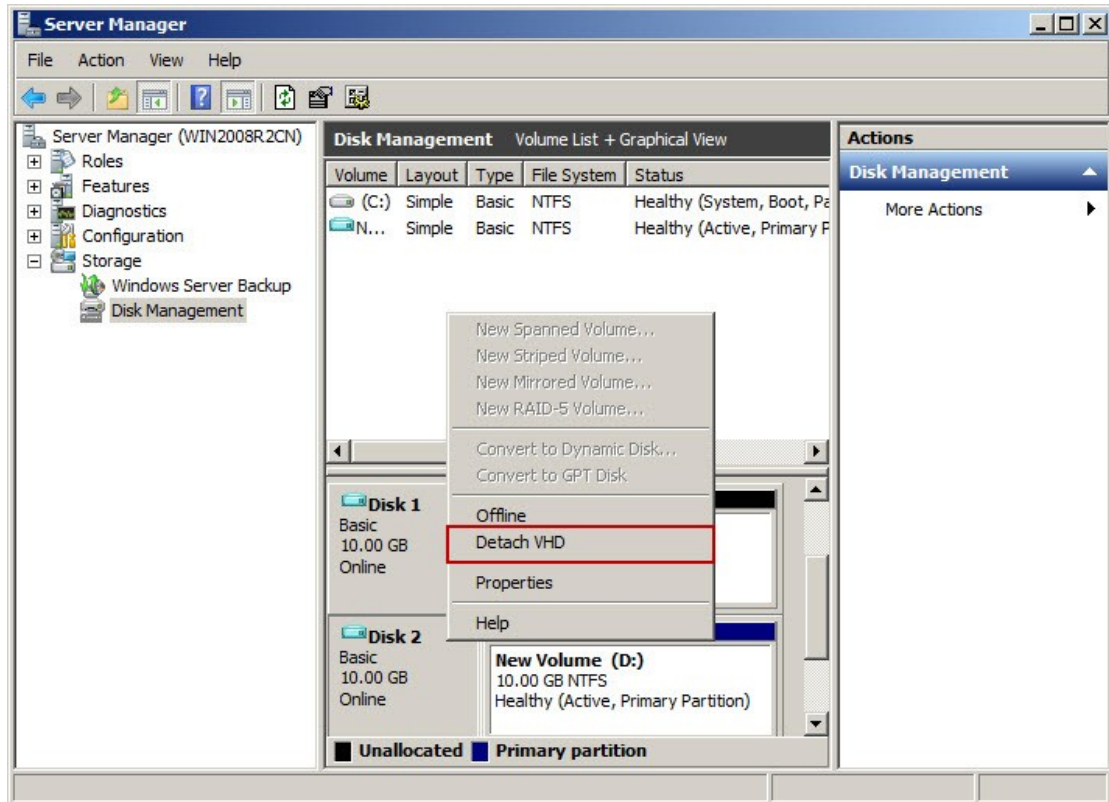 Server Manager
File Action View Help
Server Manager (WIN2008R2CN)
Roles
Features
Diagnostics
Configuration
Storage
Windows Server Backup
Disk Management
Disk Management Volume List + Graphical View
Volume Layout Type File System Status
(C:) Simple Basic NTFS Healthy (System, Boot, Pa
N... Simple Basic NTFS Healthy (Active, Primary P
New Spanned Volume...
New Striped Volume...
New Mirrored Volume...
New RAID-5 Volume...
Convert to Dynamic Disk...
Convert to GPT Disk
Offline
Detach VHD
Properties
Help
Disk 1
Basic
10.00 GB
Online
Disk 2
Basic
10.00 GB
Online
New Volume (D:)
10.00 GB NTFS
Healthy (Active, Primary Partition)
Unallocated Primary partition
Actions
Disk Management
More Actions